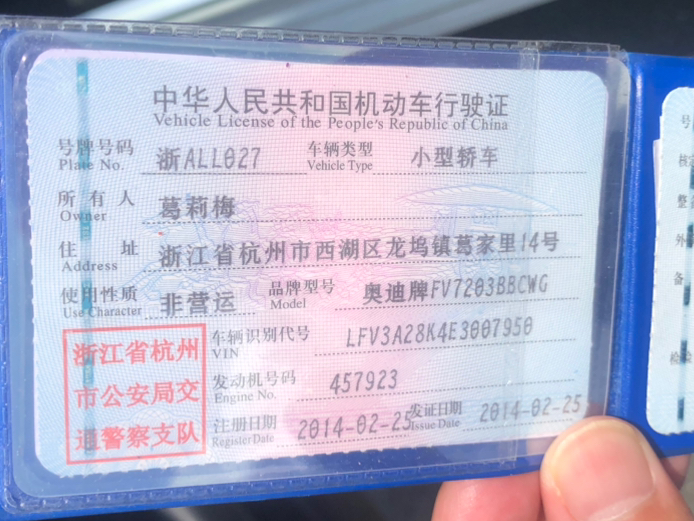 中华人民共和国机动车行驶证
Vehicle License of the People's Republic of China
号牌号码 浙ALL027 车辆类型 小型轿车
Plate No. Vehicle Type
所有人 葛莉梅
Owner
住址 浙江省杭州市西湖区龙坞镇葛家里14号
Address
使用性质 非营运 品牌型号 奥迪牌FV7203BBCWG
Use Character Model
浙江省杭州
市公安局交
通警察支队
车辆识别代号 LFV3A28K4E3007950
VIN
发动机号码 457923
Engine No.
注册日期 2014-02-25 发证日期 2014-02-25
Register Date Issue Date
号
核
整
外
备
检